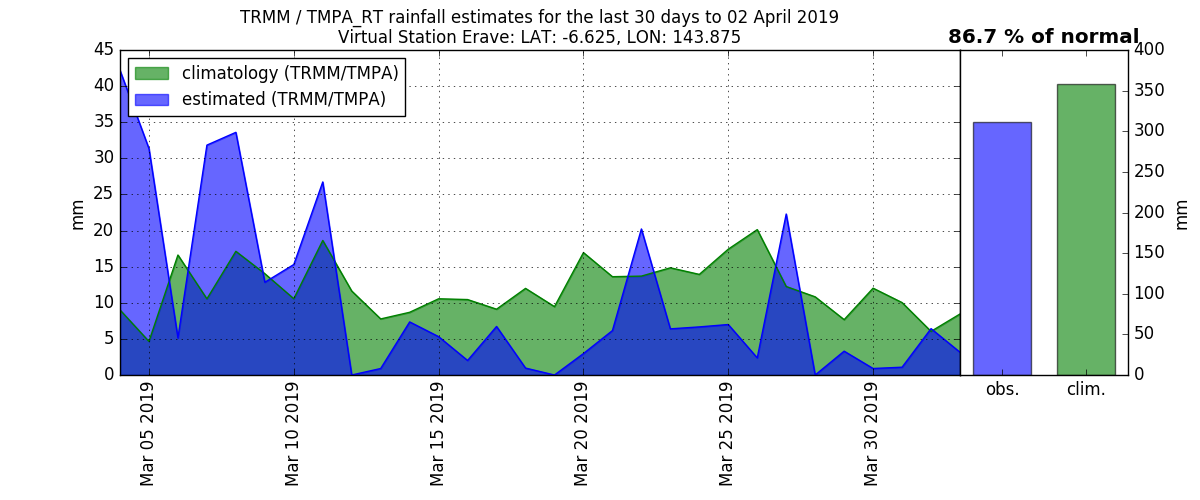 TRMM / TMPA_RT rainfall estimates for the last 30 days to 02 April 2019
Virtual Station Erave: LAT: -6.625, LON: 143.875
86.7 % of normal
climatology (TRMM/TMPA)
estimated (TRMM/TMPA)
45
40
35
30
25
20
15
10
5
0
mm
Mar 05 2019
Mar 10 2019
Mar 15 2019
Mar 20 2019
Mar 25 2019
Mar 30 2019
400
350
300
250
200
150
100
50
0
mm
obs.
clim.